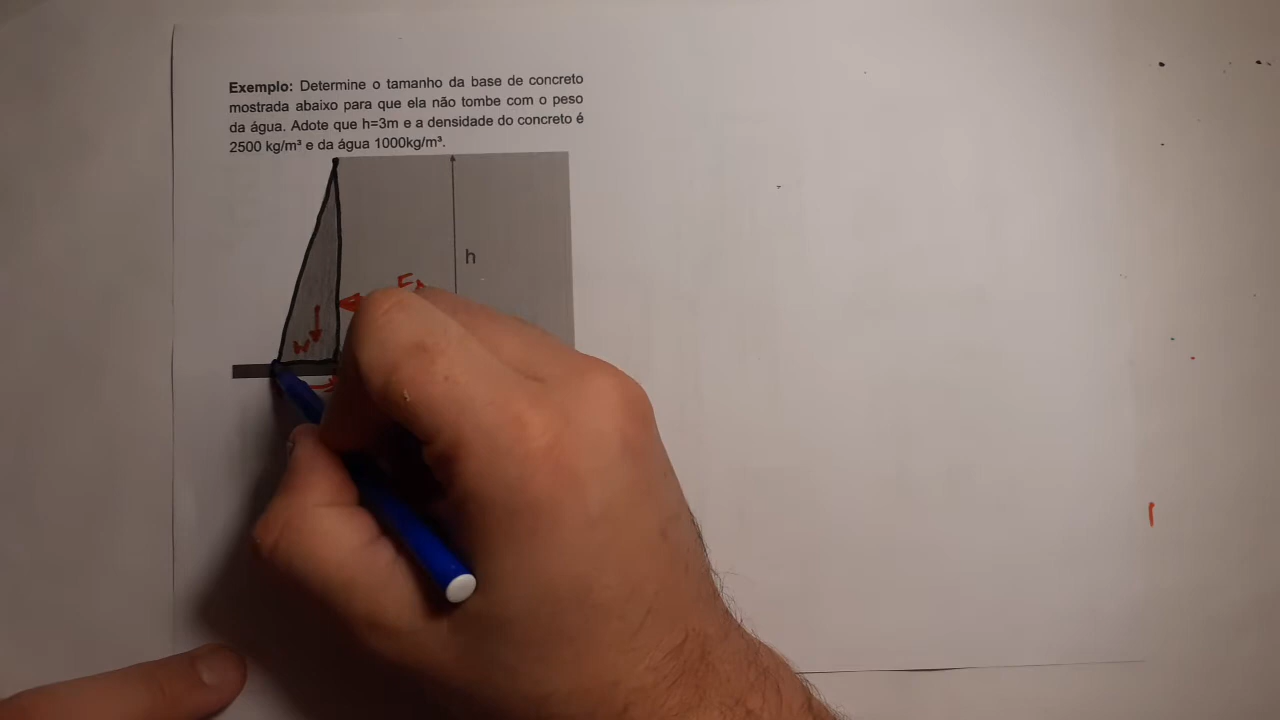 Exemplo: Determine o tamanho da base de concreto
mostrada abaixo para que ela não tombe com o peso
da água. Adote que h=3m e a densidade do concreto é
2500 kg/m³ e da água 1000kg/m³.
h
W